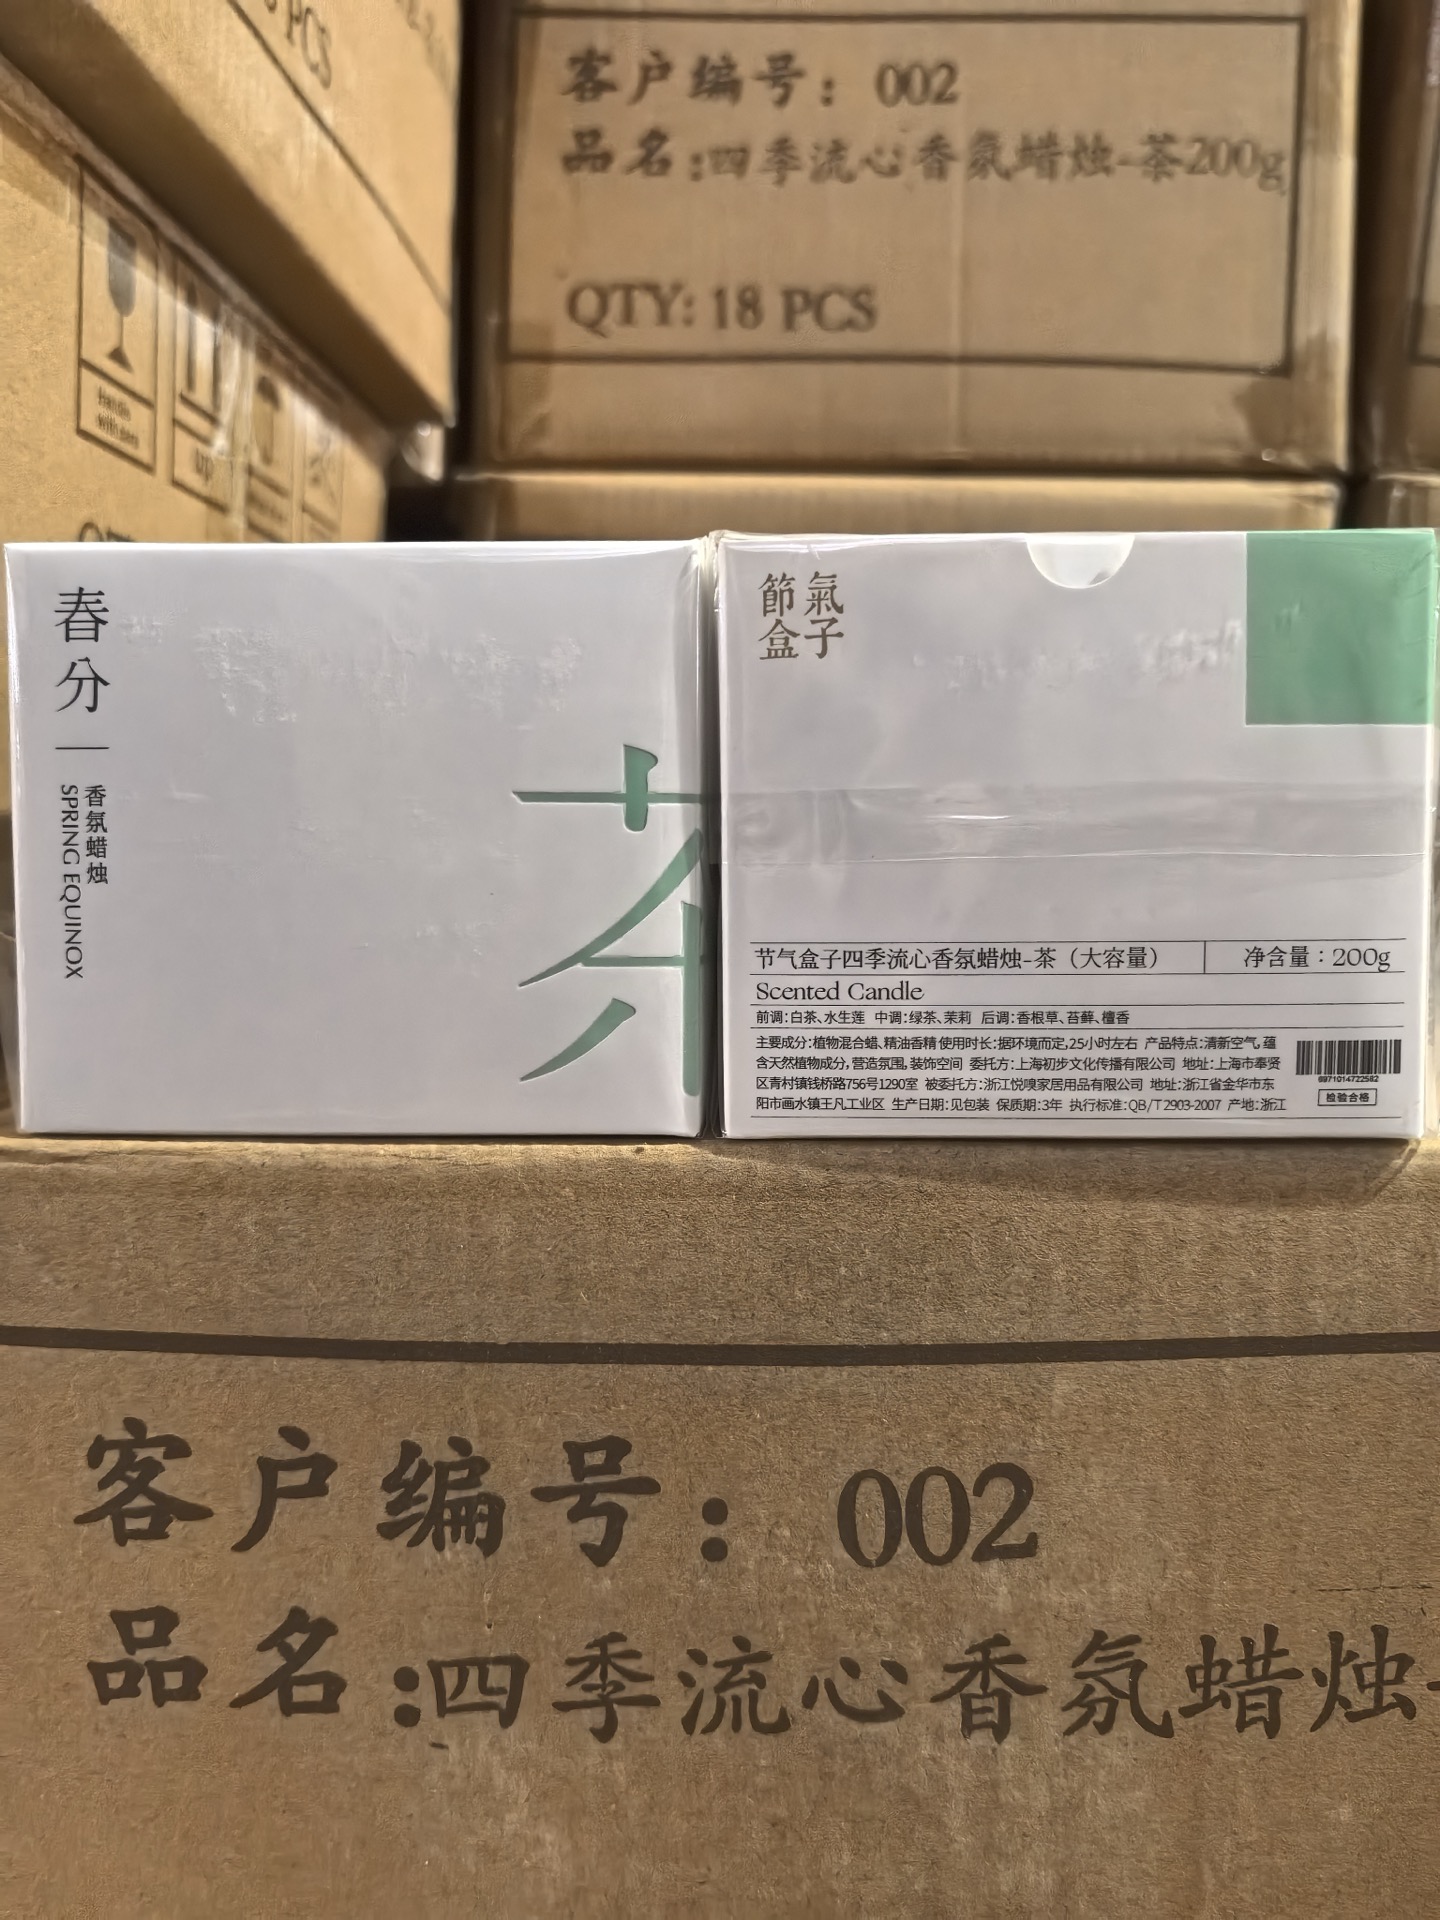 PCS
客户编号：002
品名:四季流心香氛蜡烛-茶200g
QTY: 18 PCS
Handle
with care
up
春分
香氛蜡烛
SPRING EQUINOX
茶
節氣
盒子
节气盒子四季流心香氛蜡烛-茶（大容量） 净含量：200g
Scented Candle
前调:白茶、水生莲 中调:绿茶、茉莉 后调:香根草、苔藓、檀香
主要成分:植物混合蜡、精油香精 使用时长:据环境而定,25小时左右 产品特点:清新空气,蕴
含天然植物成分,营造氛围,装饰空间 委托方:上海初步文化传播有限公司 地址:上海市奉贤
区青村镇钱桥路756号1290室 被委托方:浙江悦嗅家居用品有限公司 地址:浙江省金华市东
阳市画水镇王凡工业区 生产日期:见包装 保质期:3年 执行标准:QB/T2903-2007 产地:浙江
6971014722582
检验合格
客户编号：002
品名:四季流心香氛蜡烛-